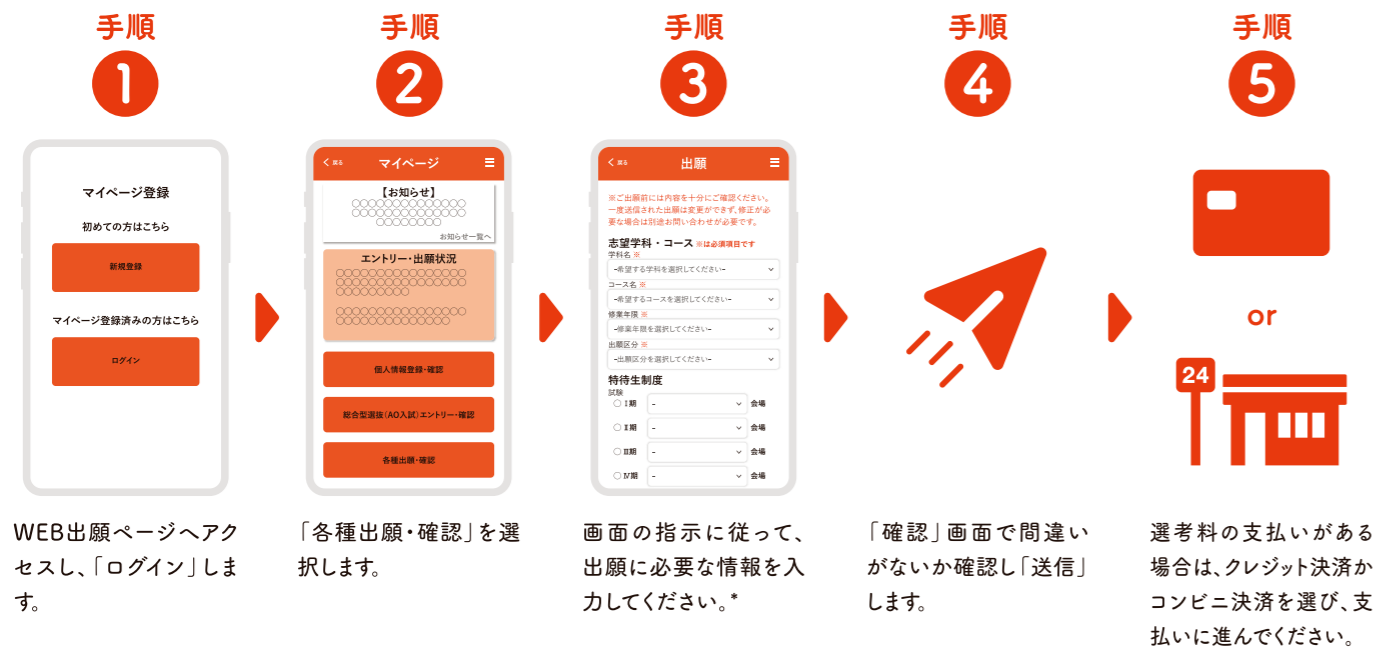 手順
1
マイページ登録
初めての方はこちら
新規登録
マイページ登録済みの方はこちら
ログイン
WEB出願ページへアク
セスし、「ログイン」しま
す。
手順
2
戻る
マイページ
【お知らせ】
〇〇〇〇〇〇〇〇〇〇〇〇〇
〇〇〇〇〇〇〇〇〇〇〇〇〇
〇〇〇〇〇〇〇〇
お知らせ一覧へ
エントリー・出願状況
〇〇〇〇〇〇〇〇〇〇〇〇〇〇〇〇
〇〇〇〇〇〇〇〇〇〇〇〇〇〇〇〇
〇〇〇〇〇〇〇〇〇
〇〇〇〇〇〇〇〇〇〇〇〇〇〇〇〇
〇〇〇〇〇〇〇〇〇〇〇〇〇〇
個人情報登録・確認
総合型選抜(AO入試)エントリー・確認
各種出願・確認
「各種出願・確認」を選
択します。
手順
3
戻る
出願
※ご出願前には内容を十分にご確認ください。
一度送信された出願は変更ができず、修正が必
要な場合は別途お問い合わせが必要です。
志望学科・コース ※は必須項目です
学科名 ※
-希望する学科を選択してください-
コース名 ※
-希望するコースを選択してください-
修業年限 ※
-修業年限を選択してください-
出願区分 ※
-出願区分を選択してください-
特待生制度
試験
Ⅰ期 - 会場
Ⅱ期 - 会場
Ⅲ期 - 会場
Ⅳ期 - 会場
画面の指示に従って、
出願に必要な情報を入
力してください。*
手順
4
「確認」画面で間違い
がないか確認し「送信」
します。
手順
5
or
24
選考料の支払いがある
場合は、クレジット決済か
コンビニ決済を選び、支
払いに進んでください。